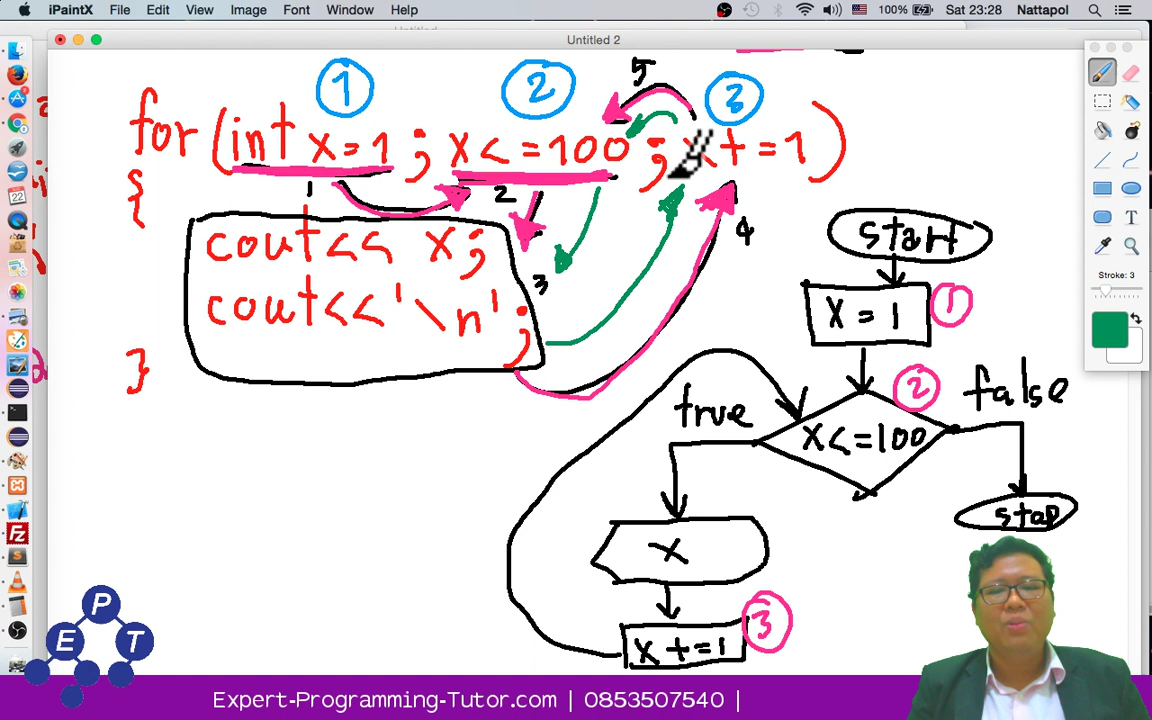 iPaintX File Edit View Image Font Window Help 100% Sat 23:28 Nattapol
Untitled
Untitled 2
1 2 5 3
for (int x=1; x<=100; x+=1)
1 2
{
4
cout<< x;
3
cout<<'\n';
}
start
x = 1 1
2
true x<=100 false
stop
x
x+=1 3
Stroke: 3
T
22
P
E T
Expert-Programming-Tutor.com | 0853507540 |